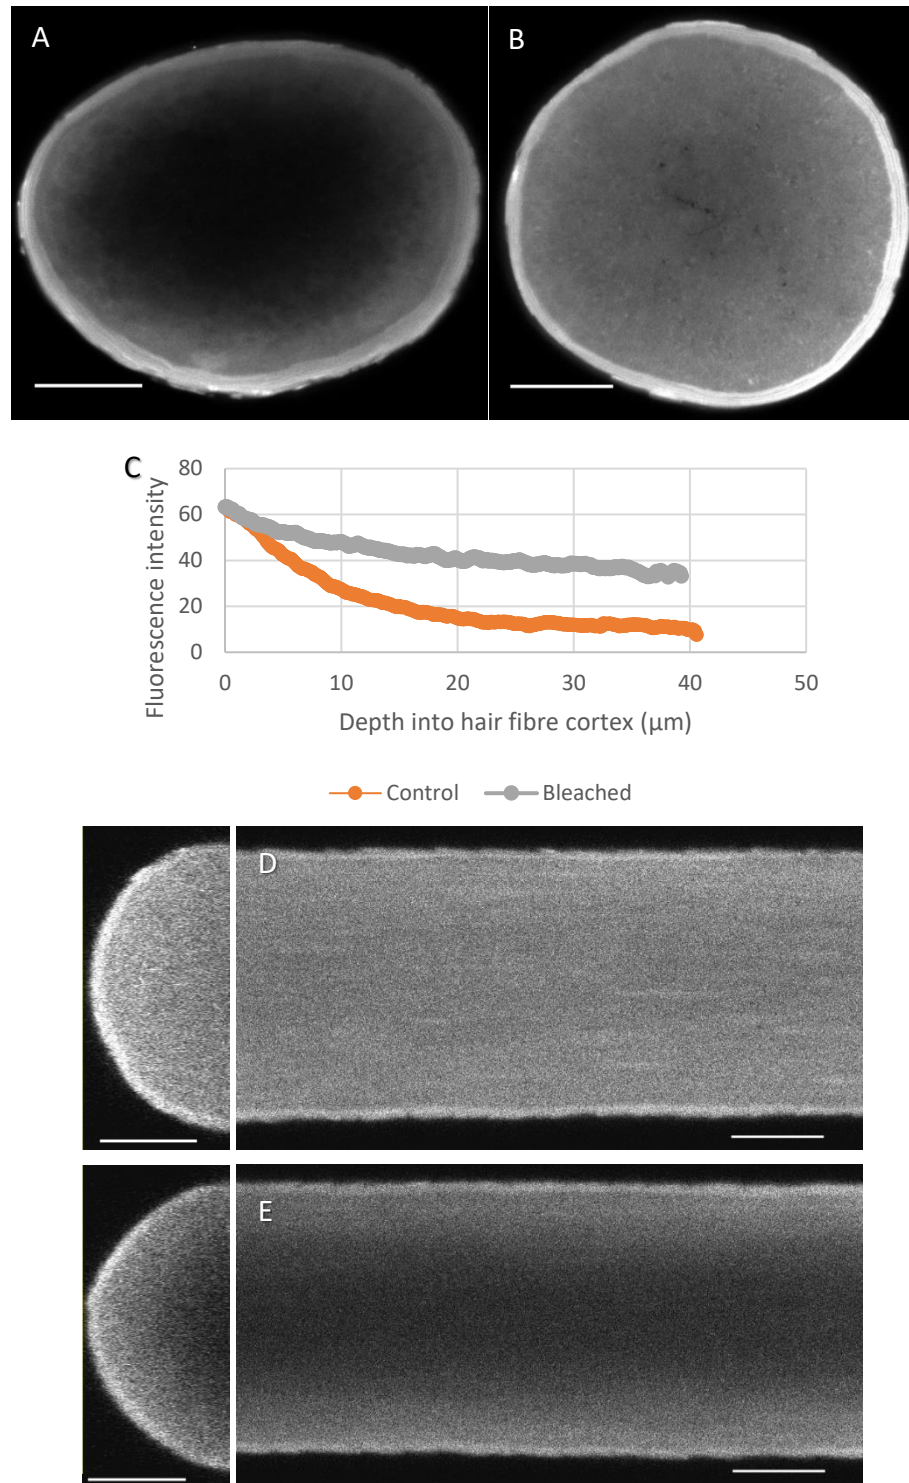 A
B
C
80
60
40
20
0
Fluorescence intensity
0 10 20 30 40 50
Depth into hair fibre cortex (µm)
Control Bleached
D
E